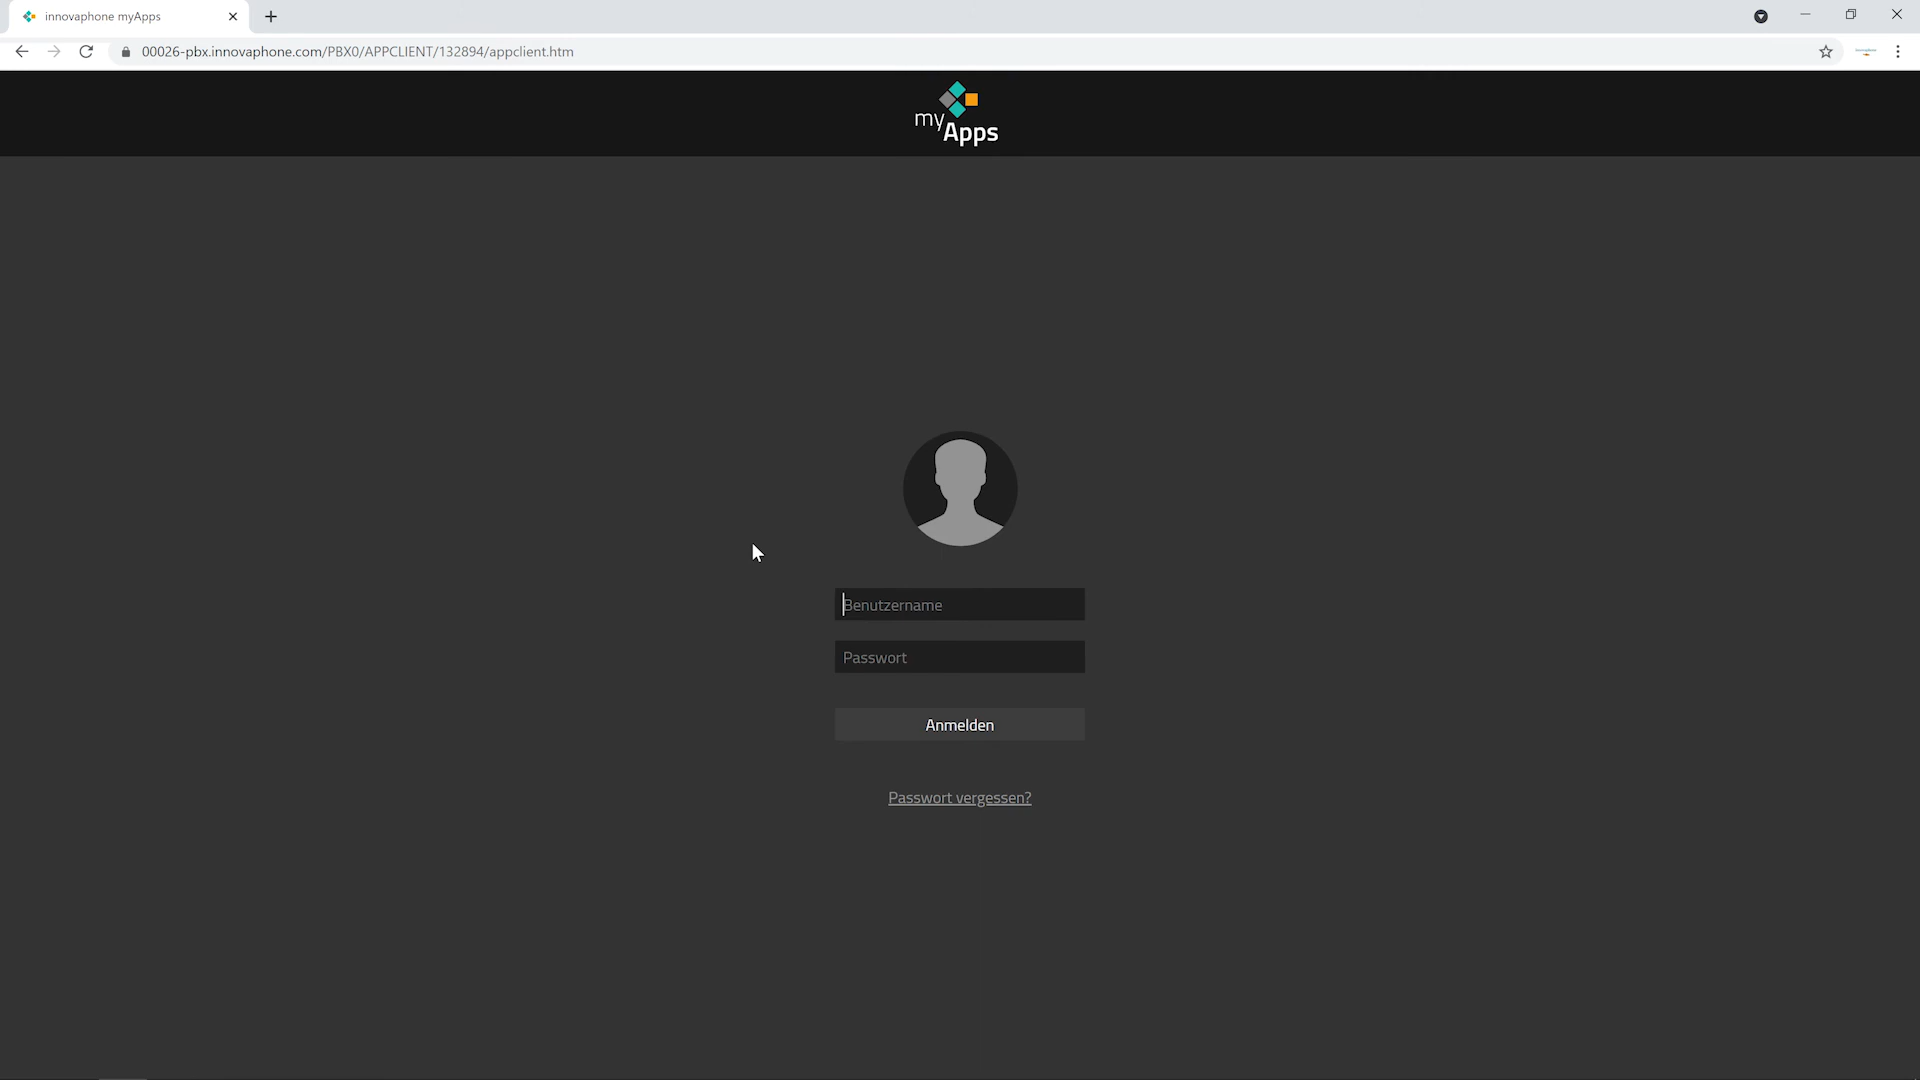 innovaphone myApps
00026-pbx.innovaphone.com/PBX0/APPCLIENT/132894/appclient.htm
my
Apps
Benutzername
Passwort
Anmelden
Passwort vergessen?